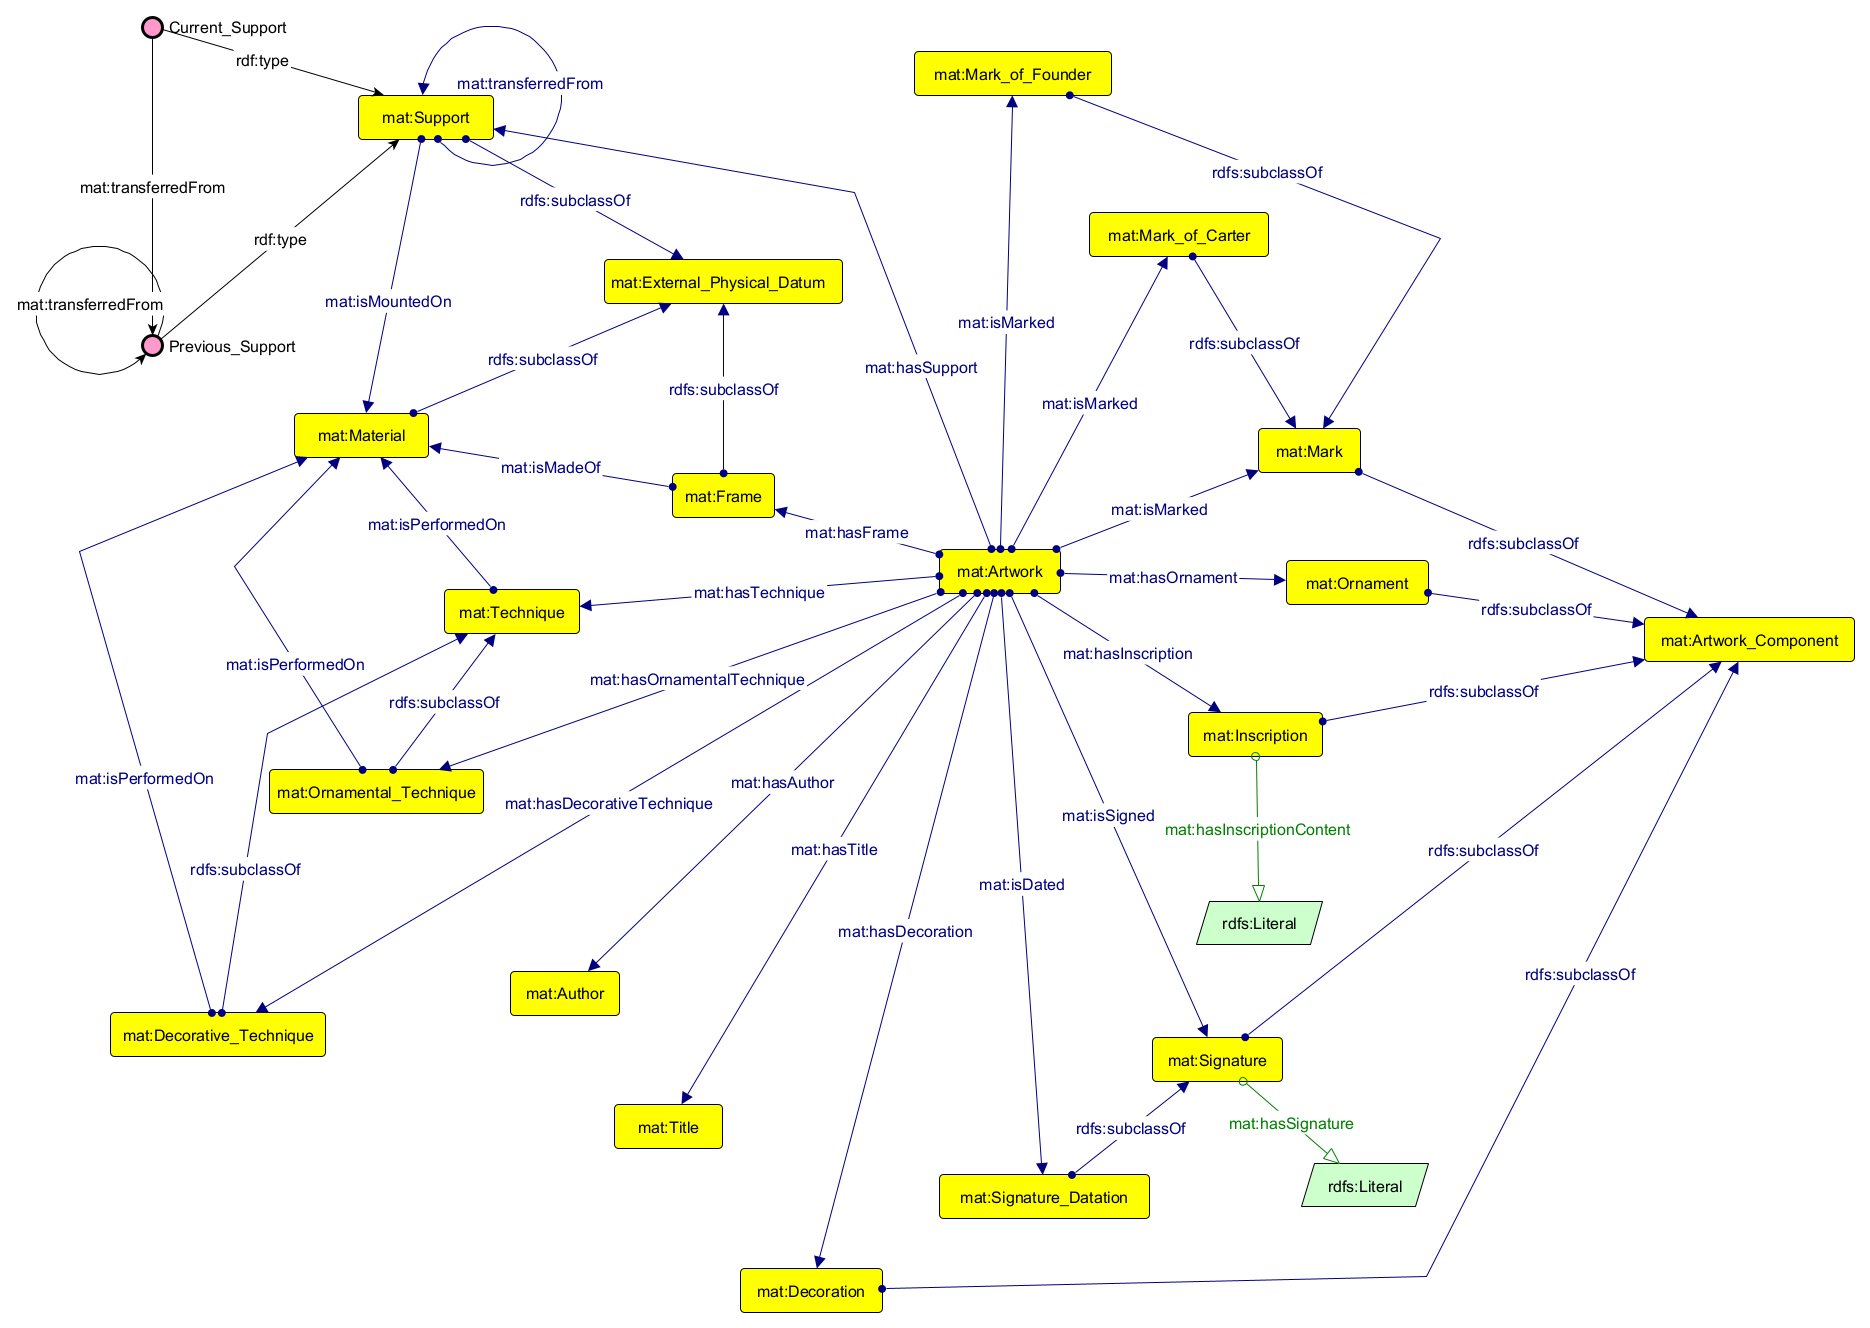 Current_Support
rdf:type
mat:transferredFrom
mat:Mark_of_Founder
mat:Support
rdfs:subclassOf
mat:transferredFrom
rdfs:subclassOf
mat:Mark_of_Carter
rdf:type
mat:External_Physical_Datum
mat:isMountedOn
mat:transferredFrom
mat:isMarked
rdfs:subclassOf
Previous_Support
rdfs:subclassOf
mat:hasSupport
rdfs:subclassOf
mat:isMarked
mat:Material
mat:Mark
mat:isMadeOf
mat:Frame
mat:isMarked
mat:isPerformedOn
mat:hasFrame
rdfs:subclassOf
mat:Artwork
mat:hasOrnament
mat:Ornament
mat:hasTechnique
rdfs:subclassOf
mat:Technique
mat:Artwork_Component
mat:hasInscription
mat:isPerformedOn
mat:hasOrnamentalTechnique
rdfs:subclassOf
rdfs:subclassOf
mat:Inscription
mat:isPerformedOn
mat:hasAuthor
mat:Ornamental_Technique
mat:hasDecorativeTechnique
mat:isSigned
mat:hasInscriptionContent
mat:hasTitle
rdfs:subclassOf
rdfs:subclassOf
mat:isDated
rdfs:Literal
mat:hasDecoration
rdfs:subclassOf
mat:Author
mat:Decorative_Technique
mat:Signature
mat:hasSignature
mat:Title
rdfs:subclassOf
rdfs:Literal
mat:Signature_Datation
mat:Decoration